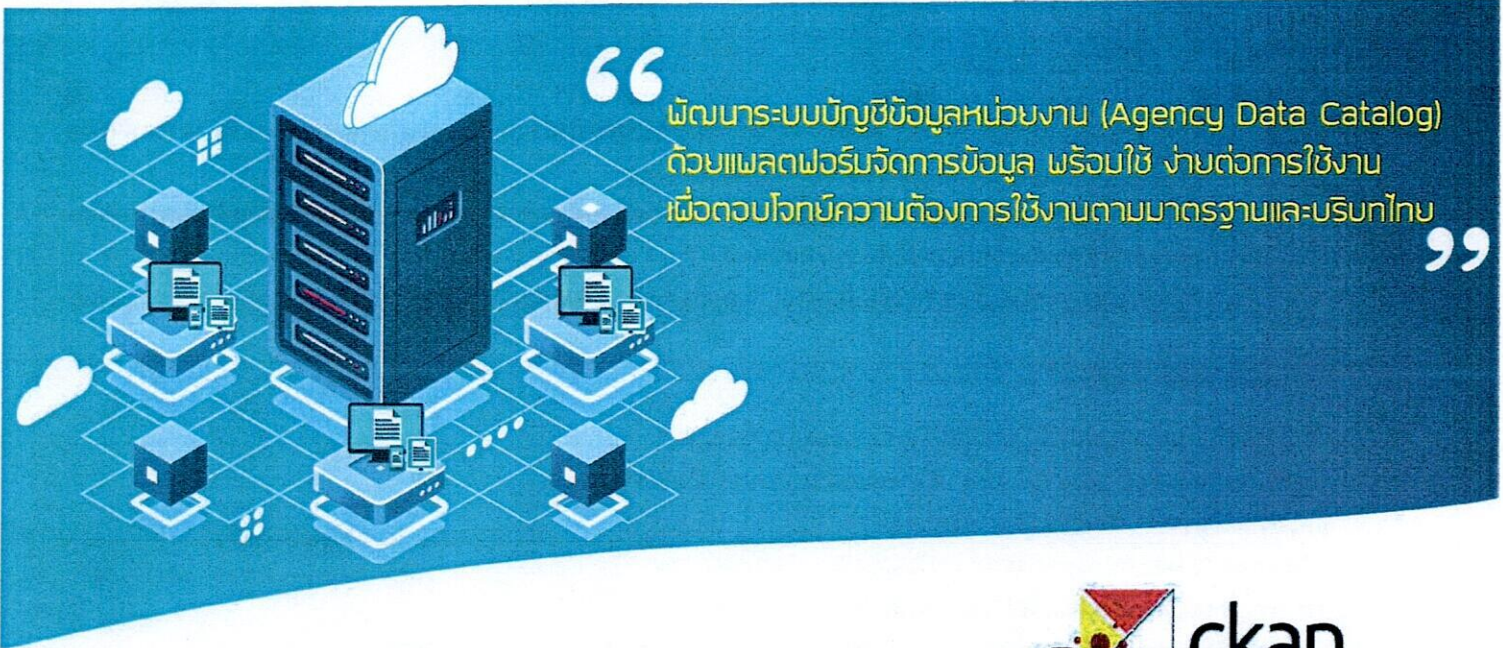 “
พัฒนาระบบบัญชีข้อมูลหน่วยงาน (Agency Data Catalog)
ด้วยแพลตฟอร์มจัดการข้อมูล พร้อมใช้ ง่ายต่อการใช้งาน
เพื่อตอบโจทย์ความต้องการใช้งานตามมาตรฐานและบริบทไทย
”
ckan